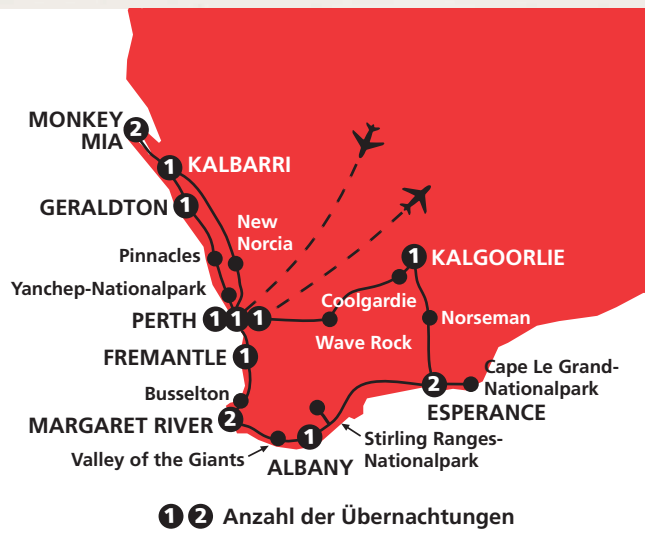 MONKEY
MIA
2
1
KALBARRI
GERALDTON
1
New
Norcia
Pinnacles
1
KALGOORLIE
Yanchep-Nationalpark
Coolgardie
PERTH
1
1
1
Norseman
Wave Rock
FREMANTLE
1
Cape Le Grand-
Nationalpark
Busselton
2
ESPERANCE
MARGARET RIVER
2
Valley of the Giants
1
ALBANY
Stirling Ranges-
Nationalpark
1 2 Anzahl der Übernachtungen